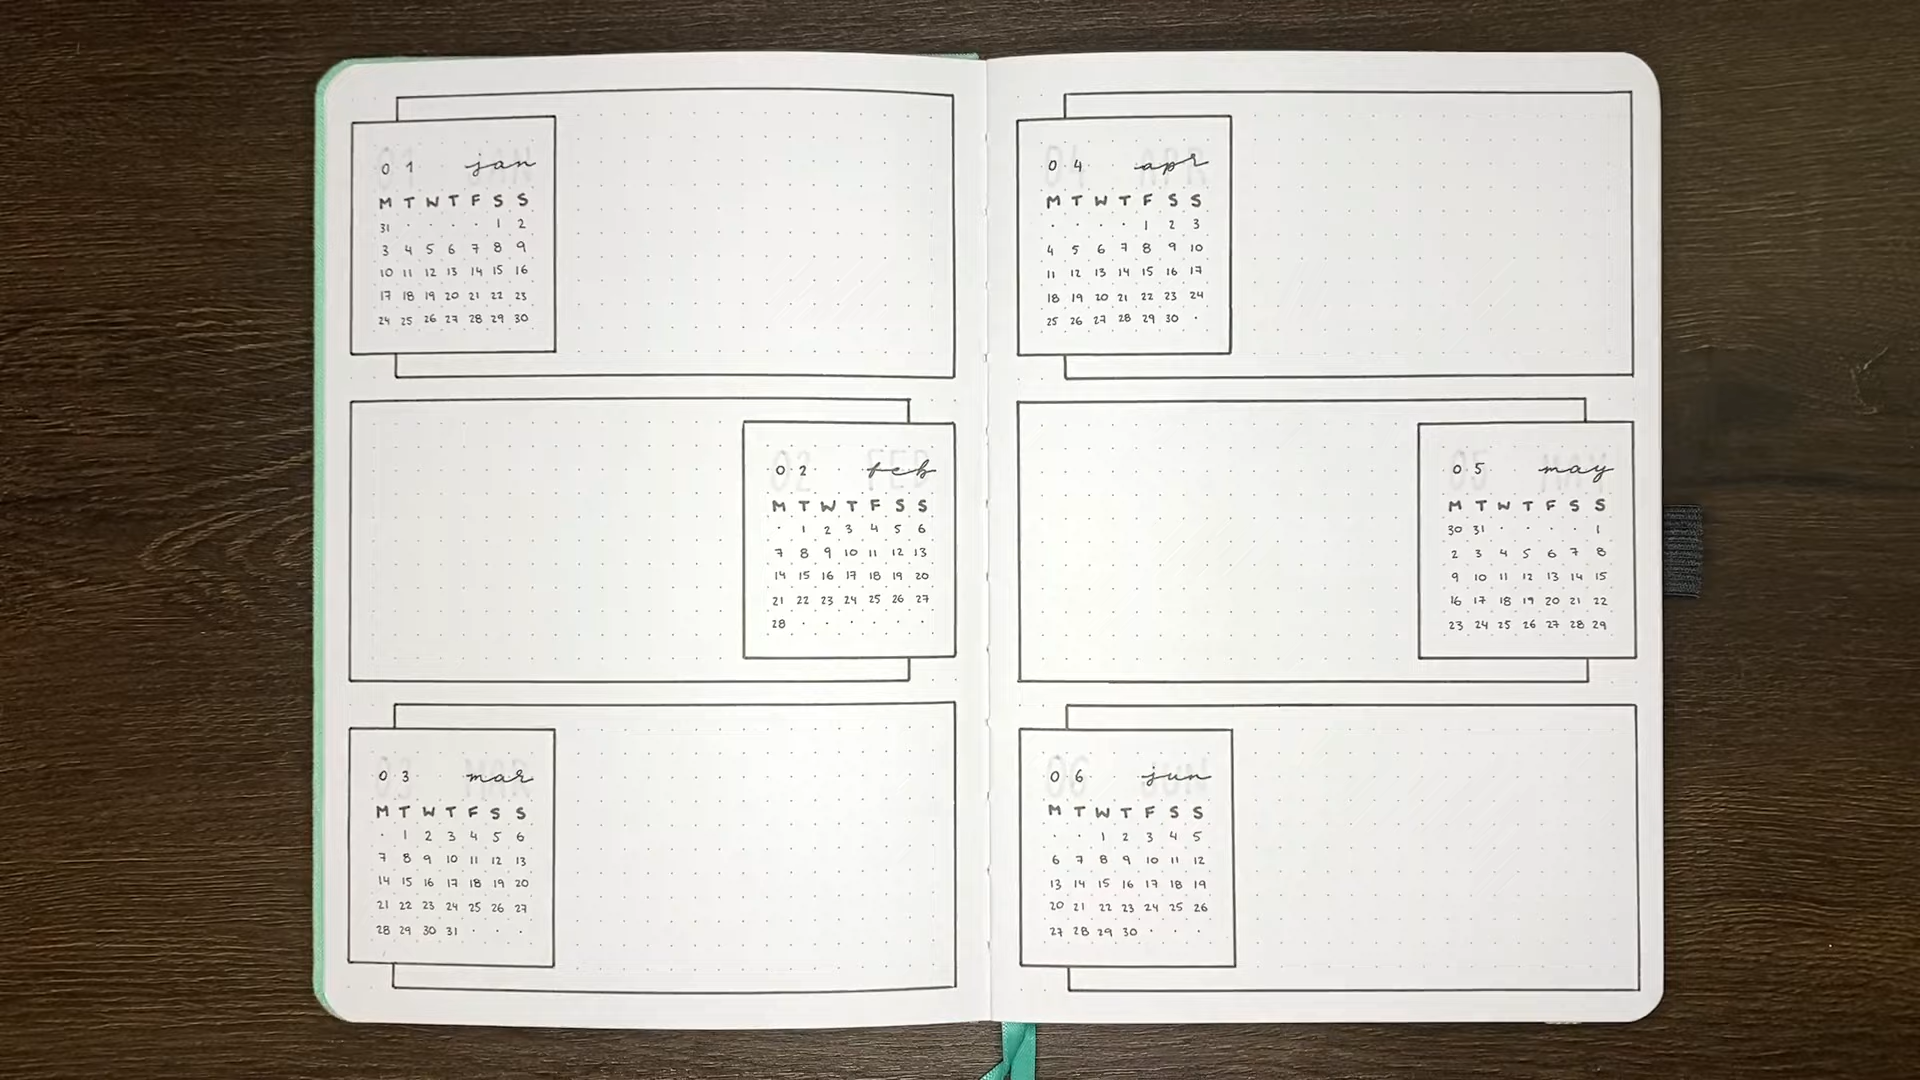 01 jan
M T W T F S S
31 1 2
3 4 5 6 7 8 9
10 11 12 13 14 15 16
17 18 19 20 21 22 23
24 25 26 27 28 29 30
02 feb
M T W T F S S
1 2 3 4 5 6
7 8 9 10 11 12 13
14 15 16 17 18 19 20
21 22 23 24 25 26 27
28
03 mar
M T W T F S S
1 2 3 4 5 6
7 8 9 10 11 12 13
14 15 16 17 18 19 20
21 22 23 24 25 26 27
28 29 30 31
04 apr
M T W T F S S
1 2 3
4 5 6 7 8 9 10
11 12 13 14 15 16 17
18 19 20 21 22 23 24
25 26 27 28 29 30
05 may
M T W T F S S
30 31 1
2 3 4 5 6 7 8
9 10 11 12 13 14 15
16 17 18 19 20 21 22
23 24 25 26 27 28 29
06 jun
M T W T F S S
1 2 3 4 5
6 7 8 9 10 11 12
13 14 15 16 17 18 19
20 21 22 23 24 25 26
27 28 29 30